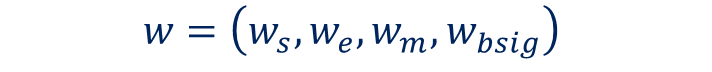 w = (w_s, w_e, w_m, w_bsig)